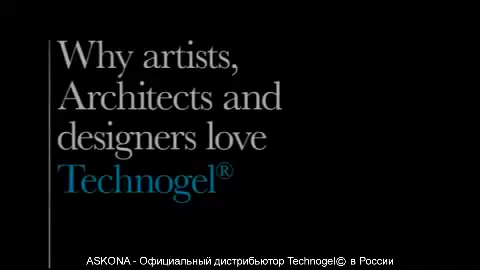 Why artists,
Architects and
designers love
Technogel®
ASKONA - Официальный дистрибьютор Technogel© в России